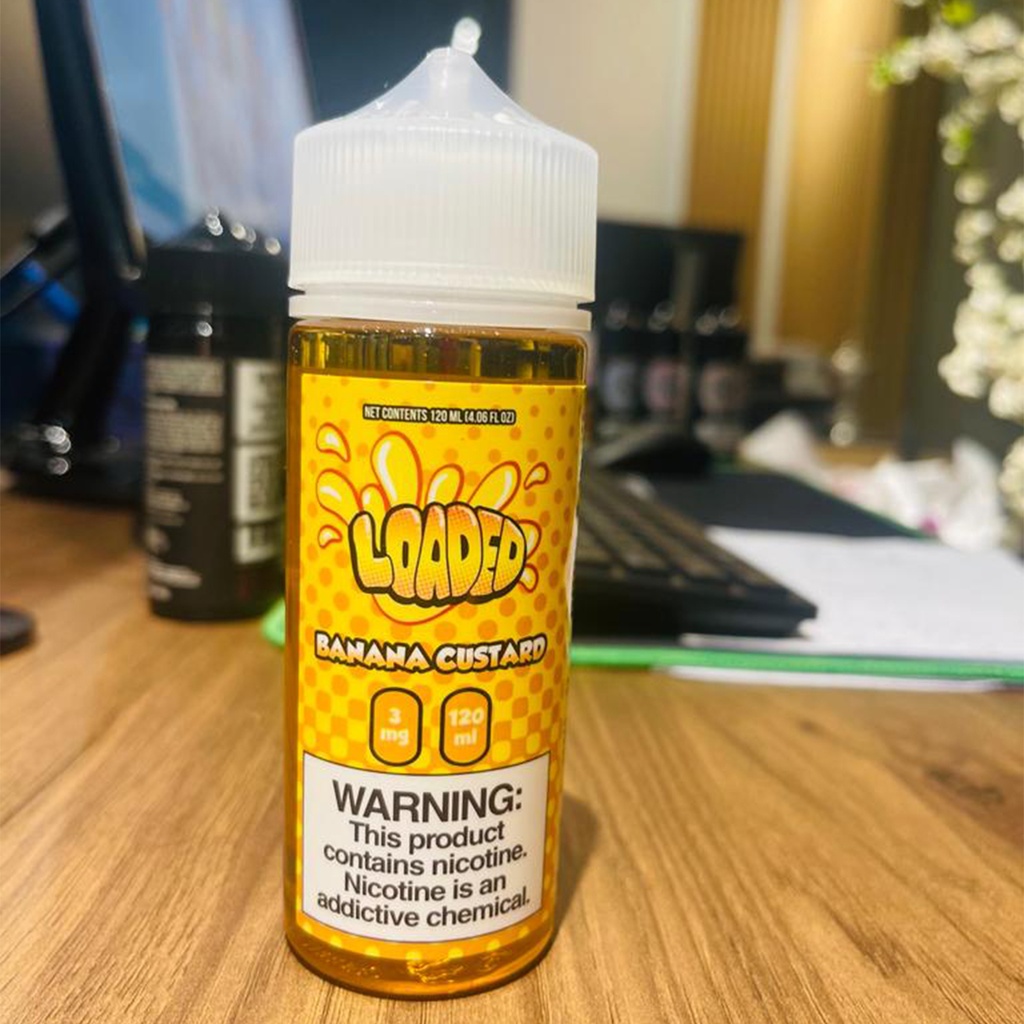 NET CONTENTS 120 ML (4.06 FL OZ)
LOADED
BANANA CUSTARD
3
mg
120
ml
WARNING:
This product
contains nicotine.
Nicotine is an
addictive chemical.